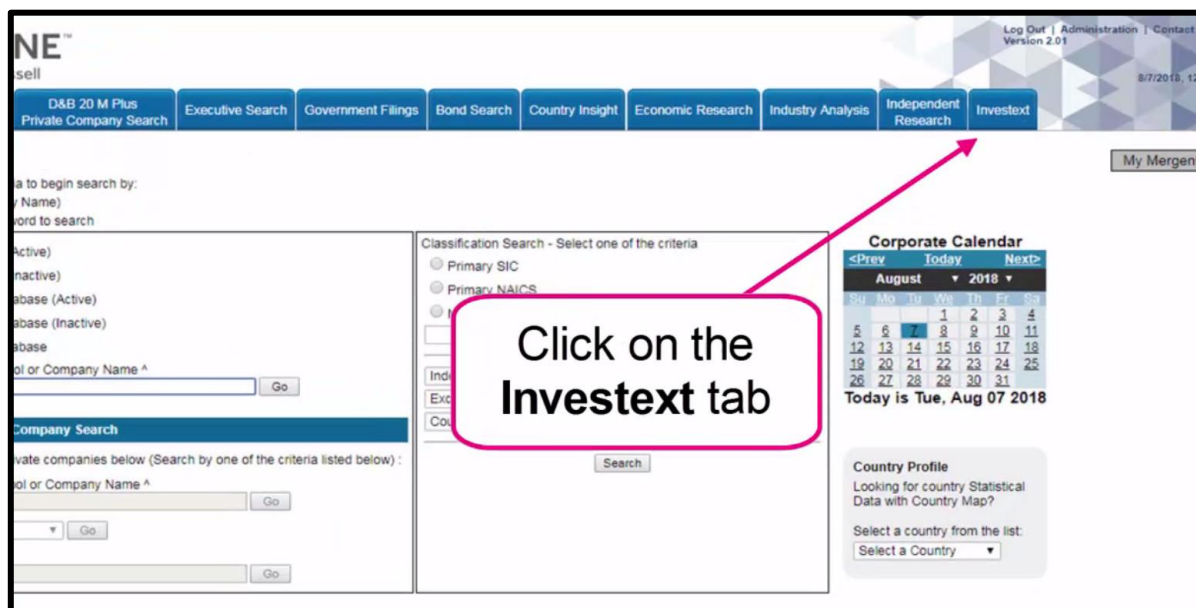 NE™
ssell
Log Out | Administration | Contact
Version 2.01
8/7/2018, 12
D&B 20 M Plus
Private Company Search
Executive Search
Government Filings
Bond Search
Country Insight
Economic Research
Industry Analysis
Independent
Research
Investext
My Mergen
ia to begin search by:
y Name)
word to search
Active)
nactive)
abase (Active)
abase (Inactive)
abase
ol or Company Name ^
Go
Company Search
ivate companies below (Search by one of the criteria listed below) :
ol or Company Name ^
Go
Go
Go
Classification Search - Select one of the criteria
Primary SIC
Primary NAICS
Click on the
Investext tab
Search
Corporate Calendar
<Prev Today Next>
August 2018
Su Mo Tu We Th Fr Sa
1 2 3 4
5 6 7 8 9 10 11
12 13 14 15 16 17 18
19 20 21 22 23 24 25
26 27 28 29 30 31
Today is Tue, Aug 07 2018
Country Profile
Looking for country Statistical
Data with Country Map?
Select a country from the list:
Select a Country